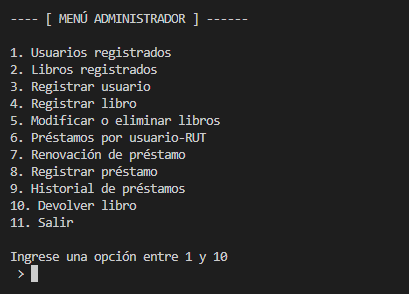 ---- [ MENÚ ADMINISTRADOR ] ------
1. Usuarios registrados
2. Libros registrados
3. Registrar usuario
4. Registrar libro
5. Modificar o eliminar libros
6. Préstamos por usuario-RUT
7. Renovación de préstamo
8. Registrar préstamo
9. Historial de préstamos
10. Devolver libro
11. Salir
Ingrese una opción entre 1 y 10
>